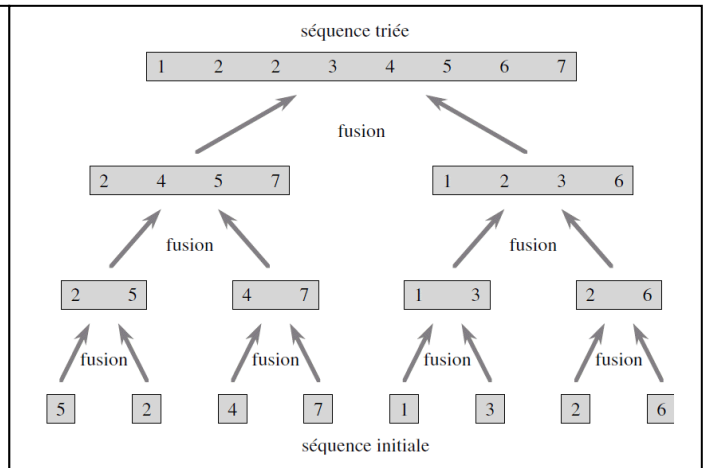 séquence triée
1 2 2 3 4 5 6 7
fusion
2 4 5 7 1 2 3 6
fusion fusion
2 5 4 7 1 3 2 6
fusion fusion fusion fusion
5 2 4 7 1 3 2 6
séquence initiale